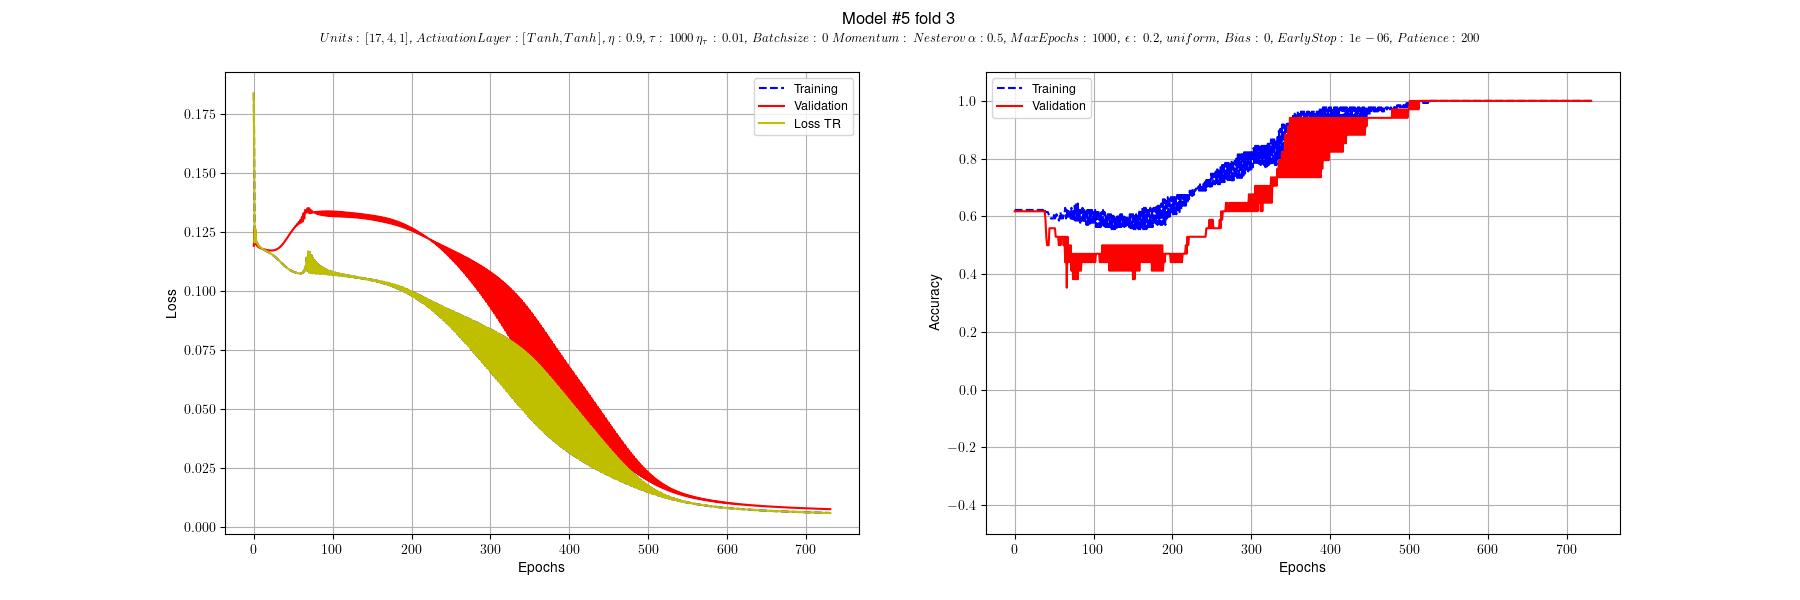 Model #5 fold 3
Units : [17, 4, 1], ActivationLayer : [Tanh, Tanh], η : 0.9, τ : 1000 η_τ : 0.01, Batchsize : 0 Momentum : Nesterov α : 0.5, MaxEpochs : 1000, ϵ : 0.2, uniform, Bias : 0, EarlyStop : 1e − 06, Patience : 200
Training
Validation
Loss TR
0.175
0.150
0.125
0.100
0.075
0.050
0.025
0.000
Loss
0 100 200 300 400 500 600 700
Epochs
Training
Validation
1.0
0.8
0.6
0.4
0.2
0.0
−0.2
−0.4
Accuracy
0 100 200 300 400 500 600 700
Epochs